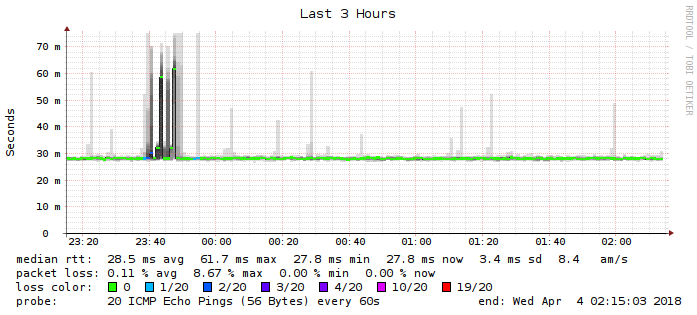 Last 3 Hours
RRDTOOL / TOBI OETIKER
Seconds
70 m
60 m
50 m
40 m
30 m
20 m
10 m
0
23:20 23:40 00:00 00:20 00:40 01:00 01:20 01:40 02:00
median rtt: 28.5 ms avg 61.7 ms max 27.8 ms min 27.8 ms now 3.4 ms sd 8.4 am/s
packet loss: 0.11 % avg 8.67 % max 0.00 % min 0.00 % now
loss color: 0 1/20 2/20 3/20 4/20 10/20 19/20
probe: 20 ICMP Echo Pings (56 Bytes) every 60s end: Wed Apr 4 02:15:03 2018